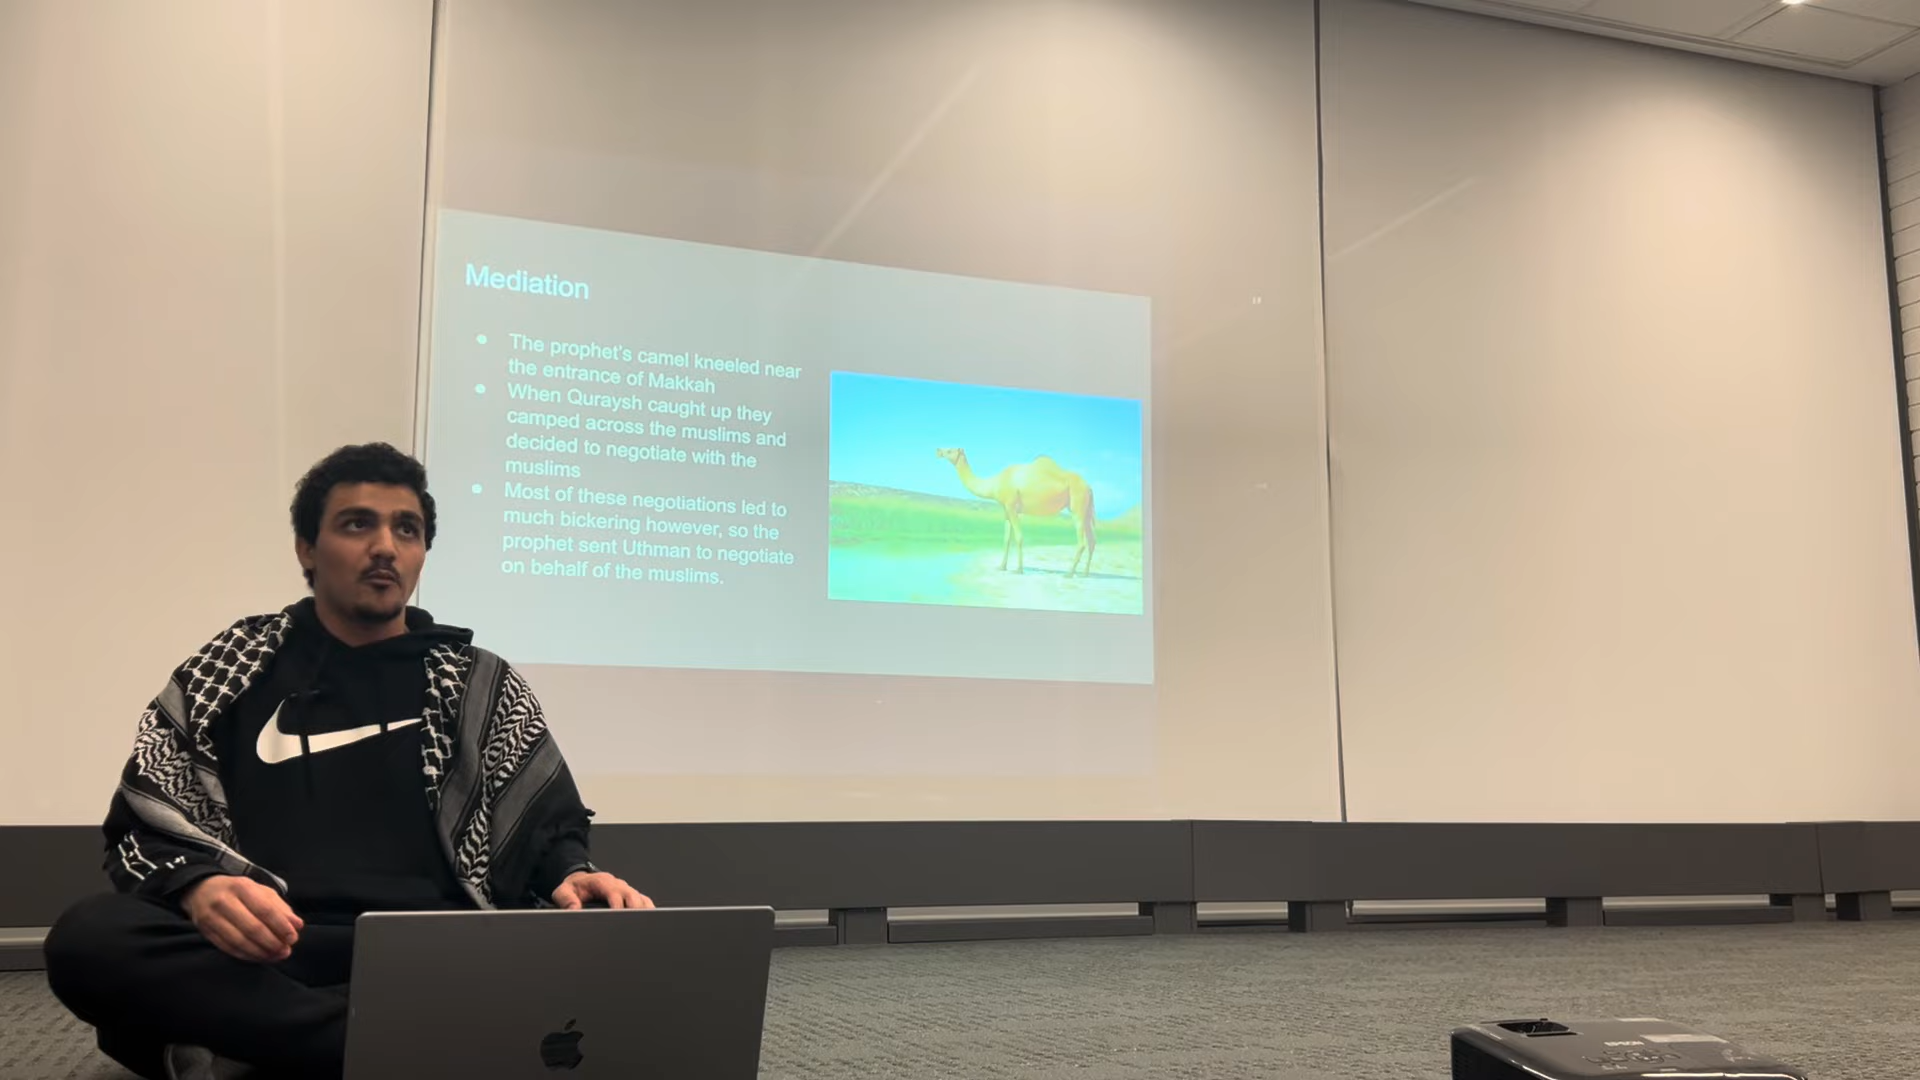 Mediation
● The prophet's camel kneeled near
the entrance of Makkah
● When Quraysh caught up they
camped across the muslims and
decided to negotiate with the
muslims
● Most of these negotiations led to
much bickering however, so the
prophet sent Uthman to negotiate
on behalf of the muslims.
EPSON